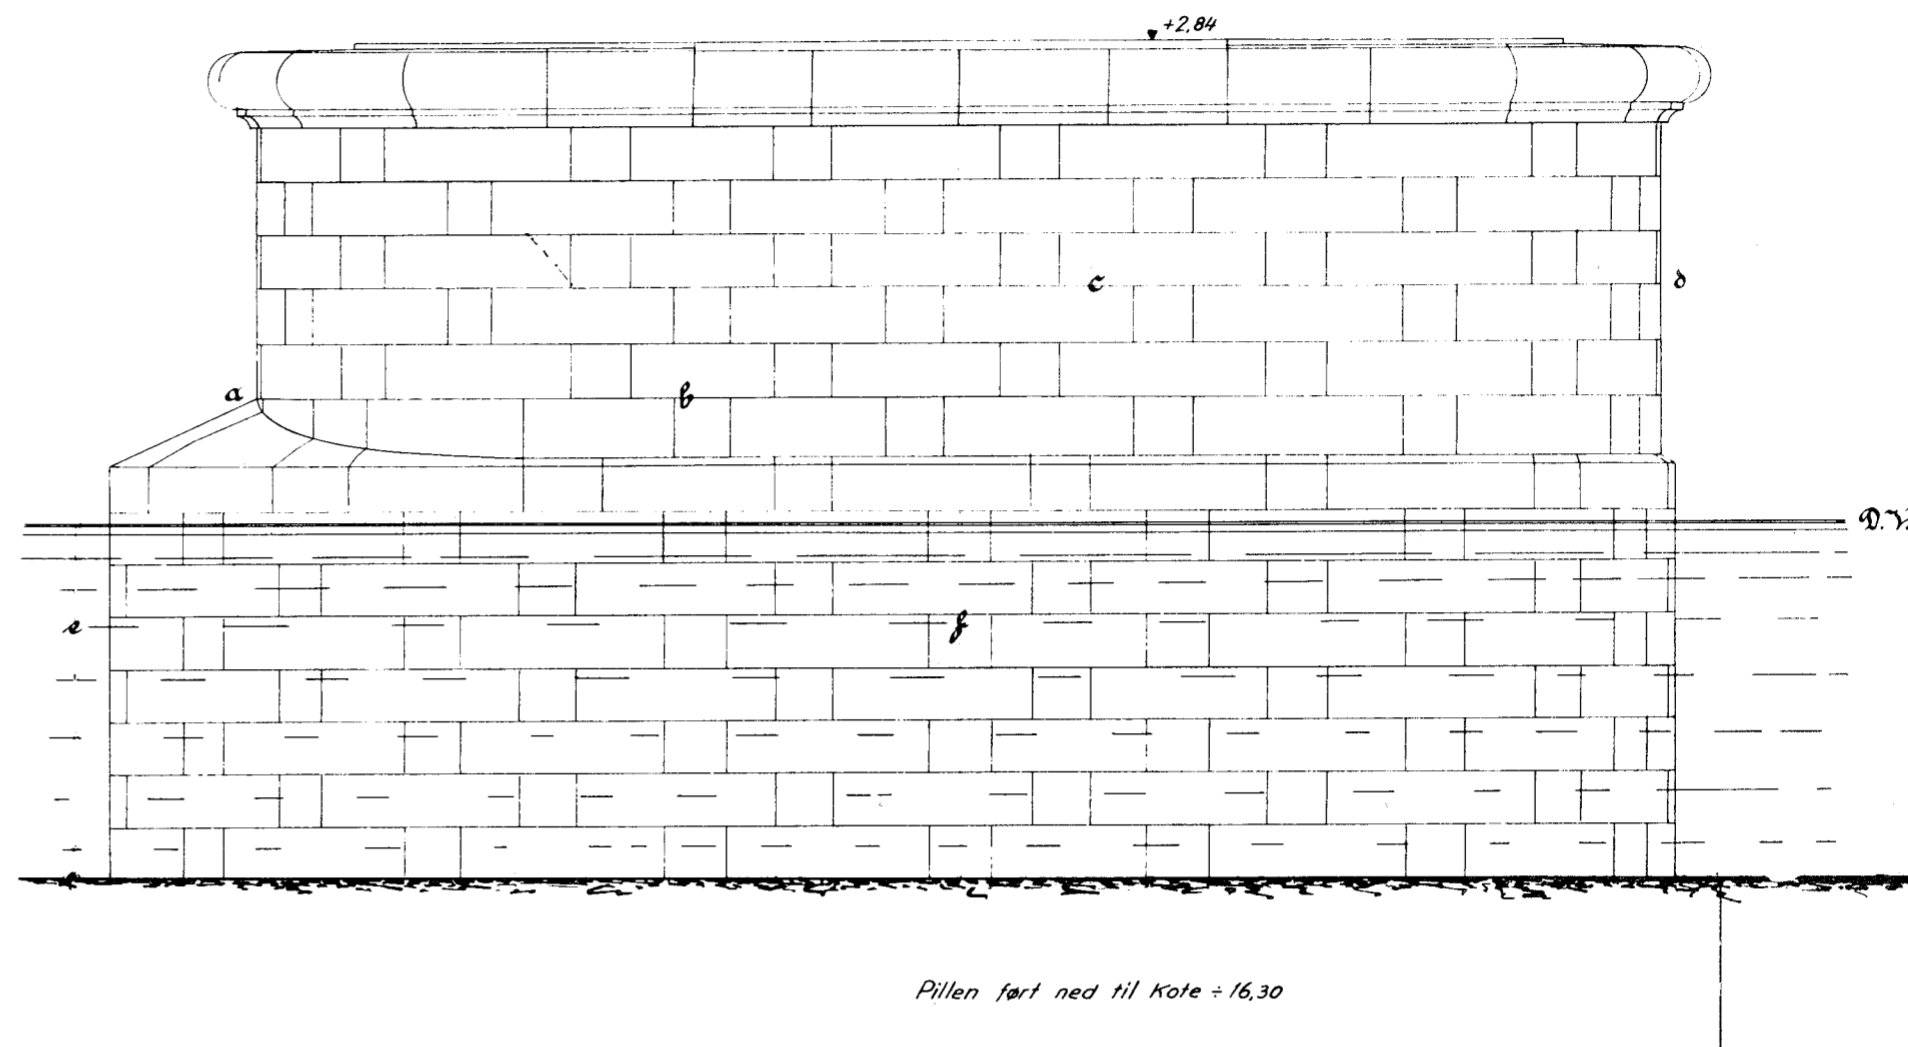 +2,84
c d
a b
D.V.
e f
Pillen ført ned til Kote ÷ 16,30